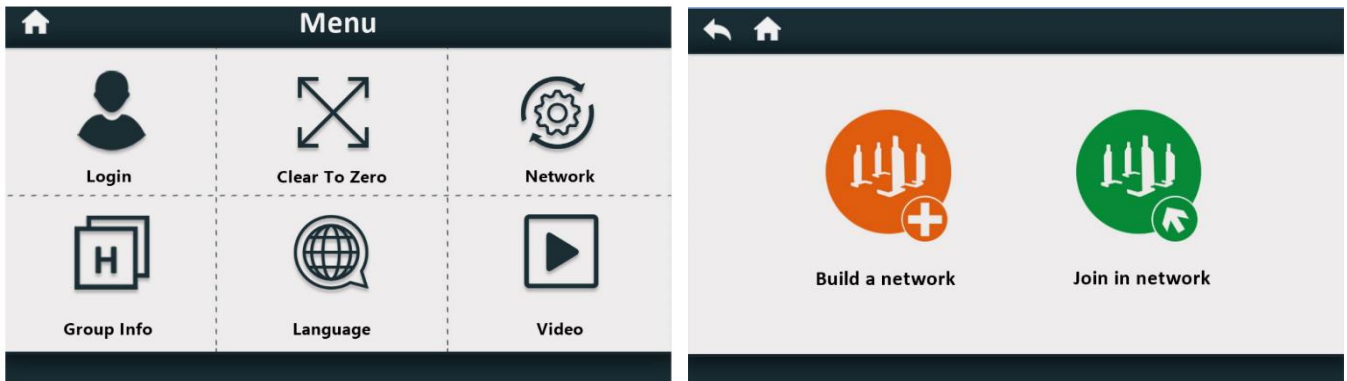 Menu
Login
Clear To Zero
Network
H
Group Info
Language
Video
Build a network
Join in network